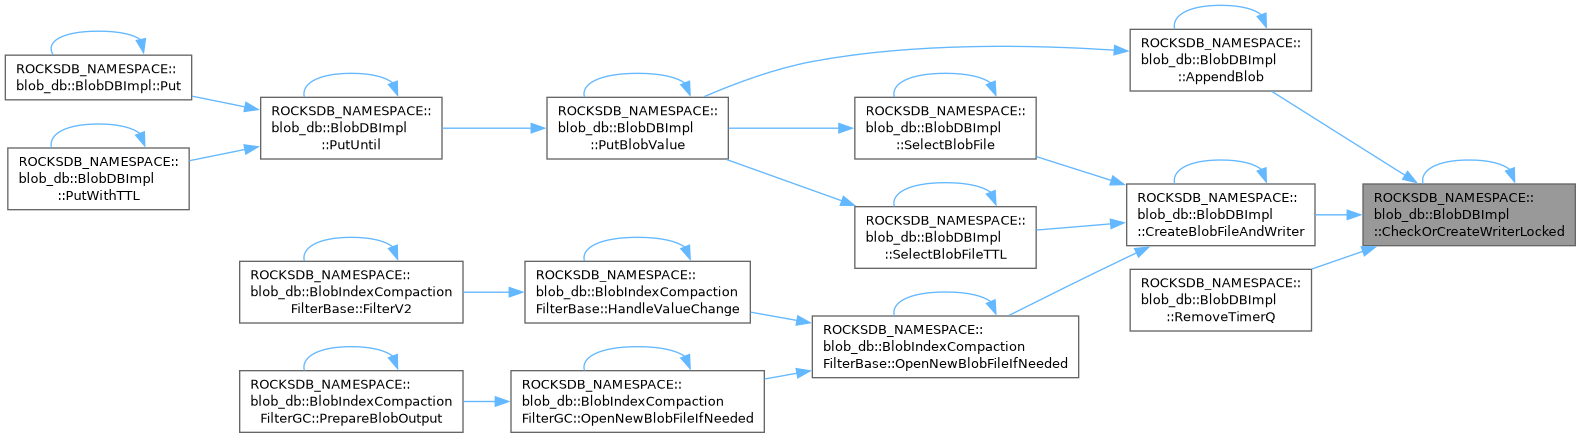 ROCKSDB_NAMESPACE::
blob_db::BlobDBImpl::Put
ROCKSDB_NAMESPACE::
blob_db::BlobDBImpl
::PutWithTTL
ROCKSDB_NAMESPACE::
blob_db::BlobDBImpl
::PutUntil
ROCKSDB_NAMESPACE::
blob_db::BlobDBImpl
::PutBlobValue
ROCKSDB_NAMESPACE::
blob_db::BlobDBImpl
::SelectBlobFile
ROCKSDB_NAMESPACE::
blob_db::BlobDBImpl
::SelectBlobFileTTL
ROCKSDB_NAMESPACE::
blob_db::BlobDBImpl
::AppendBlob
ROCKSDB_NAMESPACE::
blob_db::BlobDBImpl
::CreateBlobFileAndWriter
ROCKSDB_NAMESPACE::
blob_db::BlobDBImpl
::CheckOrCreateWriterLocked
ROCKSDB_NAMESPACE::
blob_db::BlobDBImpl
::RemoveTimerQ
ROCKSDB_NAMESPACE::
blob_db::BlobIndexCompaction
FilterBase::FilterV2
ROCKSDB_NAMESPACE::
blob_db::BlobIndexCompaction
FilterBase::HandleValueChange
ROCKSDB_NAMESPACE::
blob_db::BlobIndexCompaction
FilterBase::OpenNewBlobFileIfNeeded
ROCKSDB_NAMESPACE::
blob_db::BlobIndexCompaction
FilterGC::PrepareBlobOutput
ROCKSDB_NAMESPACE::
blob_db::BlobIndexCompaction
FilterGC::OpenNewBlobFileIfNeeded